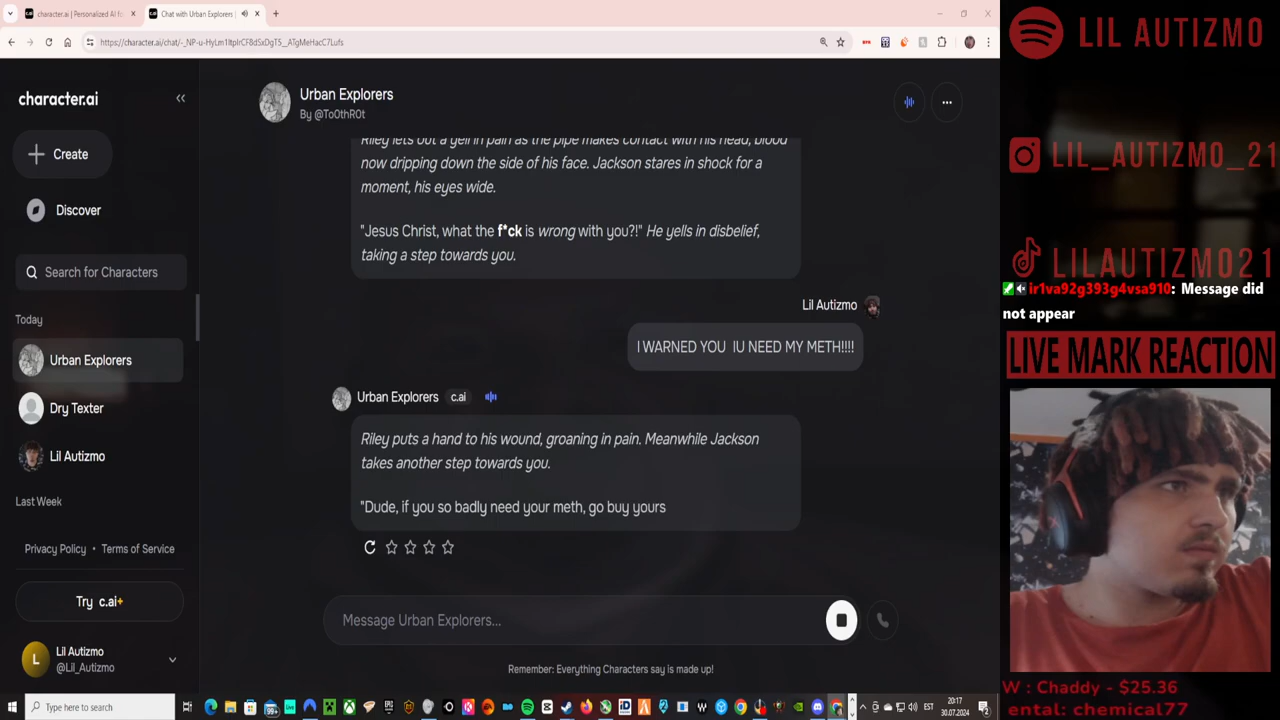 character.ai | Personalized AI fo
Chat with Urban Explorers |
https://character.ai/chat/-_NP-u-HyLm1ltplrCF8dSxDgT5_ATgMeHacC7Lufs
character.ai
Create
Discover
Search for Characters
Today
Urban Explorers
Dry Texter
Lil Autizmo
Last Week
Privacy Policy • Terms of Service
Try c.ai+
L
Lil Autizmo
@Lil_Autizmo
Urban Explorers
By @To0thR0t
Riley lets out a yell in pain as the pipe makes contact with his head, blood
now dripping down the side of his face. Jackson stares in shock for a
moment, his eyes wide.
"Jesus Christ, what the f*ck is wrong with you?!" He yells in disbelief,
taking a step towards you.
Lil Autizmo
I WARNED YOU IU NEED MY METH!!!!
Urban Explorers c.ai
Riley puts a hand to his wound, groaning in pain. Meanwhile Jackson
takes another step towards you.
"Dude, if you so badly need your meth, go buy yours
Message Urban Explorers...
Remember: Everything Characters say is made up!
LIL AUTIZMO
LIL_AUTIZMO_21
LILAUTIZMO21
ir1va92g393g4vsa910: Message did
not appear
LIVE MARK REACTION
W : Chaddy - $25.36
ental: chemical77
Type here to search
99+
EST
20:17
30.07.2024
2